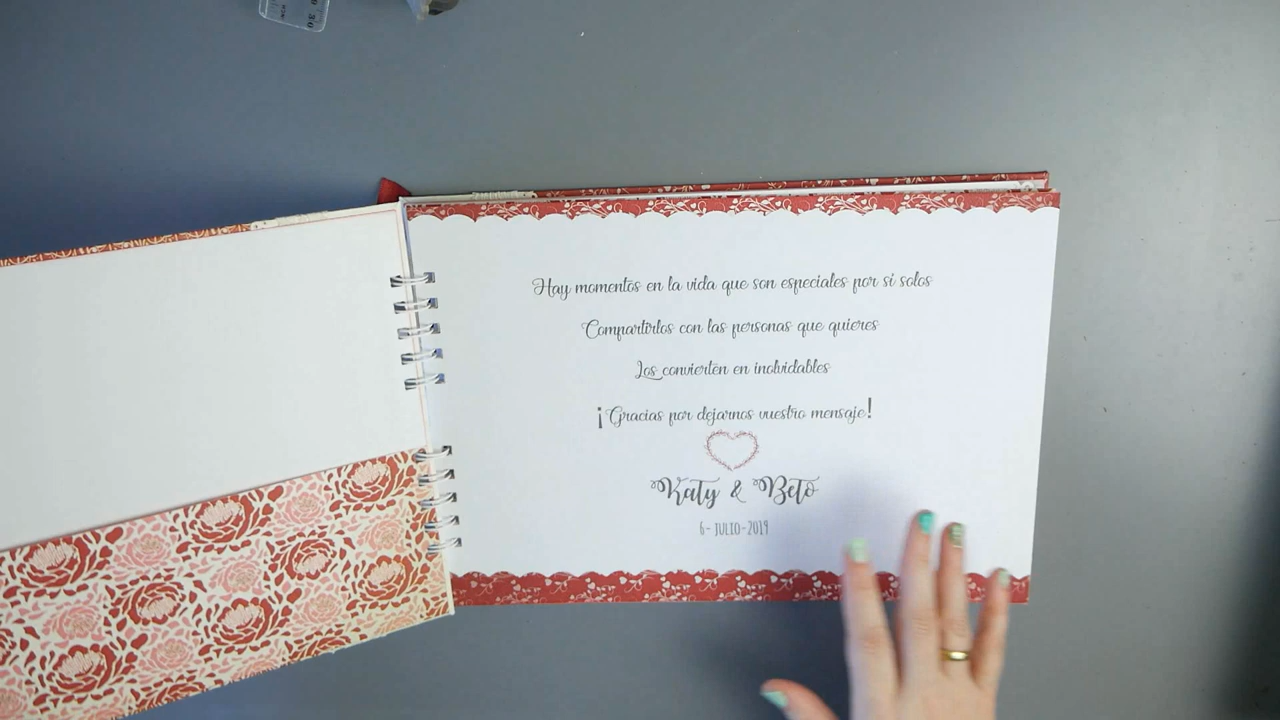 Hay momentos en la vida que son especiales por si solos
Compartirlos con las personas que quieres
Los convierten en inolvidables
¡Gracias por dejarnos vuestro mensaje!
Katy & Beto
6- JULIO-2019